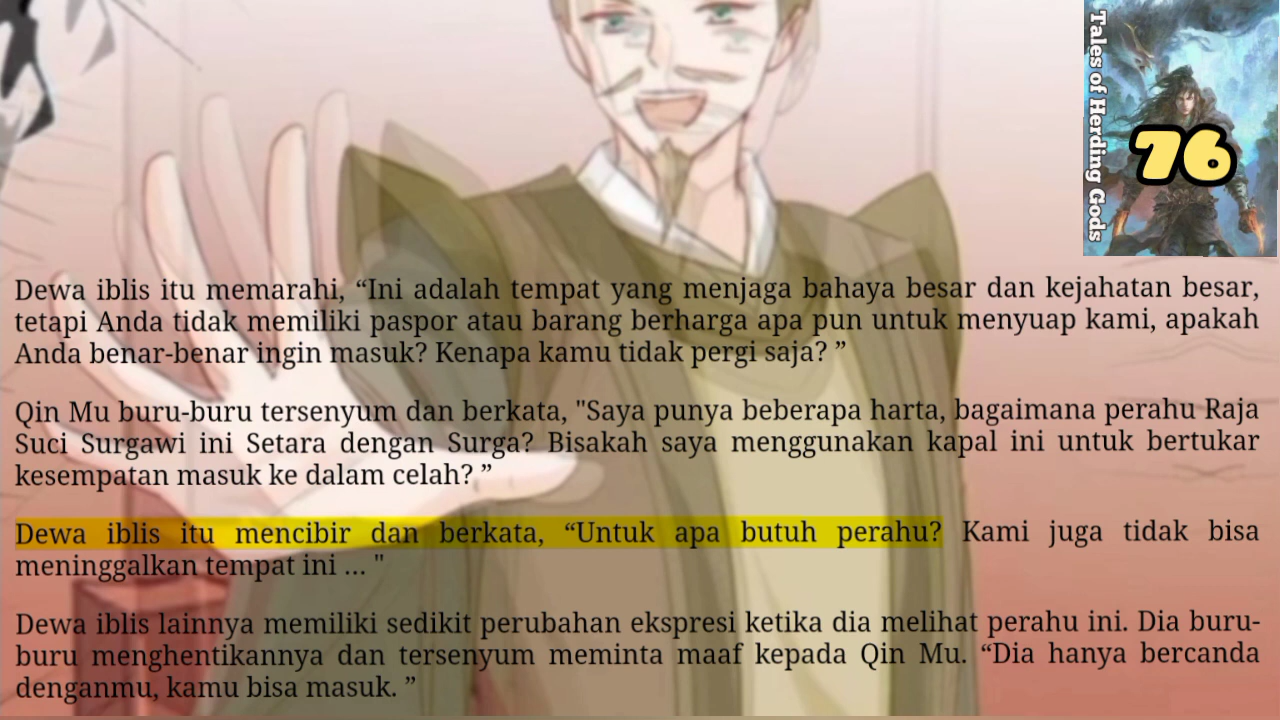 Tales of Herding Gods
76
Dewa iblis itu memarahi, “Ini adalah tempat yang menjaga bahaya besar dan kejahatan besar,
tetapi Anda tidak memiliki paspor atau barang berharga apa pun untuk menyuap kami, apakah
Anda benar-benar ingin masuk? Kenapa kamu tidak pergi saja? ”
Qin Mu buru-buru tersenyum dan berkata, "Saya punya beberapa harta, bagaimana perahu Raja
Suci Surgawi ini Setara dengan Surga? Bisakah saya menggunakan kapal ini untuk bertukar
kesempatan masuk ke dalam celah? ”
Dewa iblis itu mencibir dan berkata, “Untuk apa butuh perahu? Kami juga tidak bisa
meninggalkan tempat ini ... "
Dewa iblis lainnya memiliki sedikit perubahan ekspresi ketika dia melihat perahu ini. Dia buru-
buru menghentikannya dan tersenyum meminta maaf kepada Qin Mu. “Dia hanya bercanda
denganmu, kamu bisa masuk. ”